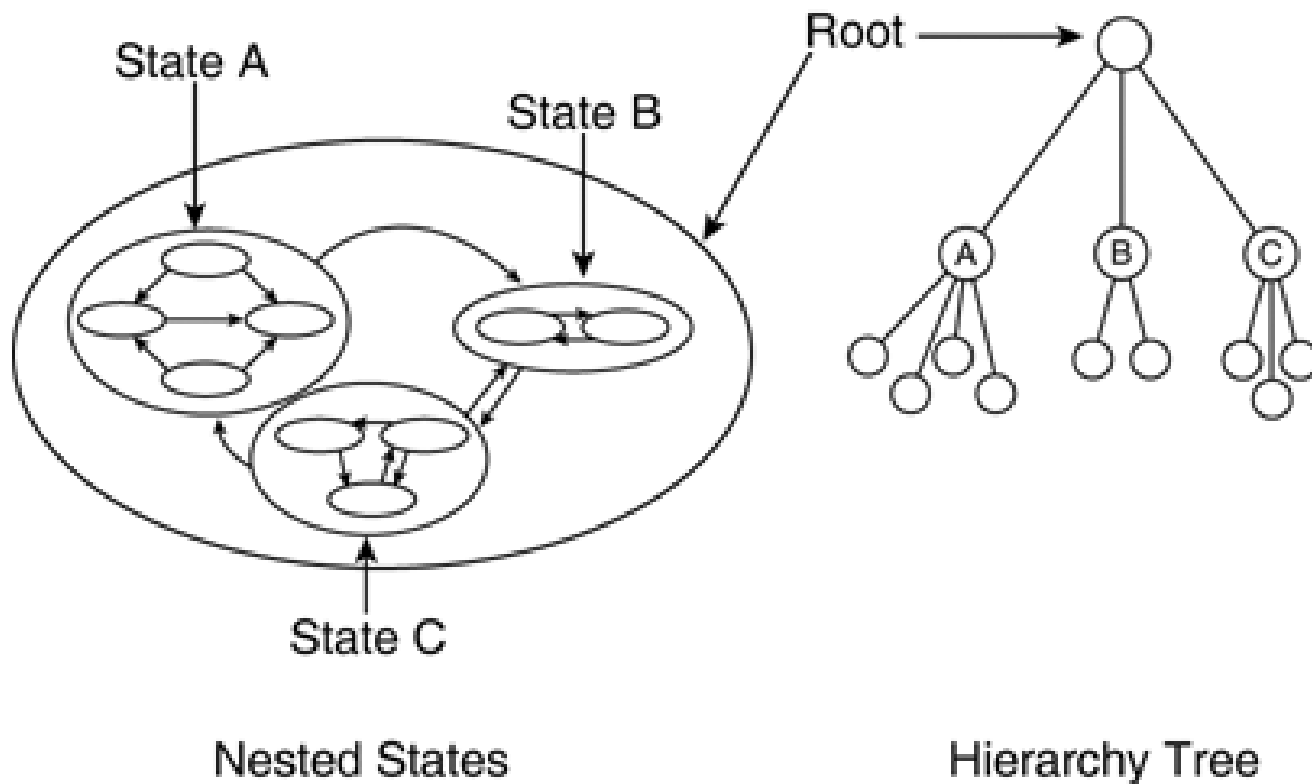 Root
State A
State B
A
B
C
State C
Nested States
Hierarchy Tree